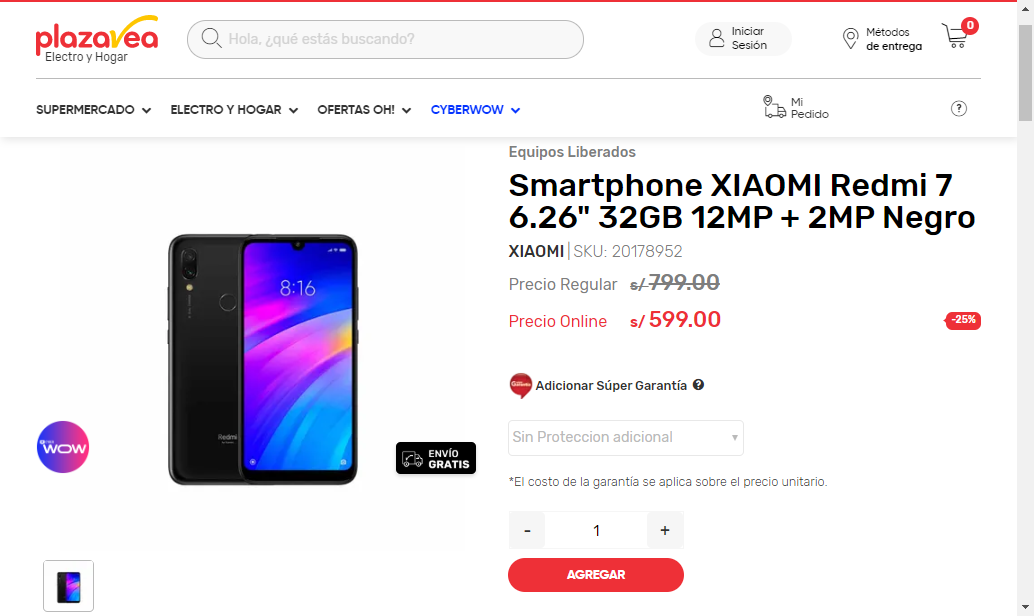 plazavea
Electro y Hogar
Hola, ¿qué estás buscando?
Iniciar
Sesión
Métodos
de entrega
0
SUPERMERCADO
ELECTRO Y HOGAR
OFERTAS OH!
CYBERWOW
Mi
Pedido
?
Equipos Liberados
Smartphone XIAOMI Redmi 7
6.26" 32GB 12MP + 2MP Negro
XIAOMI | SKU: 20178952
Precio Regular s/ 799.00
Precio Online s/ 599.00
-25%
8:16
Redmi
WOW
ENVÍO
GRATIS
Garantía
Adicionar Súper Garantía ?
Sin Proteccion adicional
*El costo de la garantía se aplica sobre el precio unitario.
- 1 +
AGREGAR